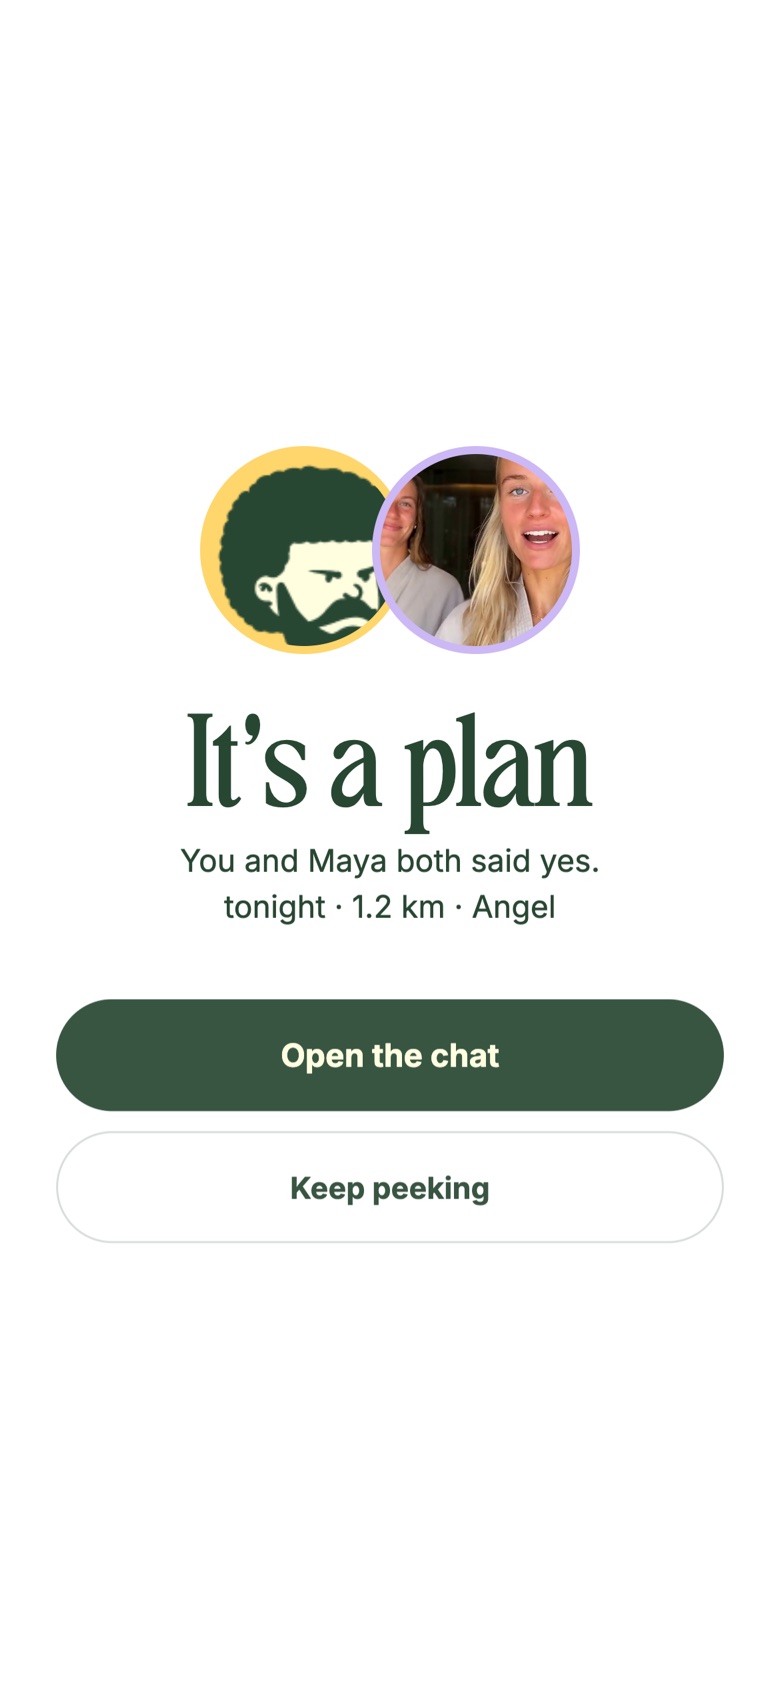 It’s a plan
You and Maya both said yes.
tonight · 1.2 km · Angel
Open the chat
Keep peeking